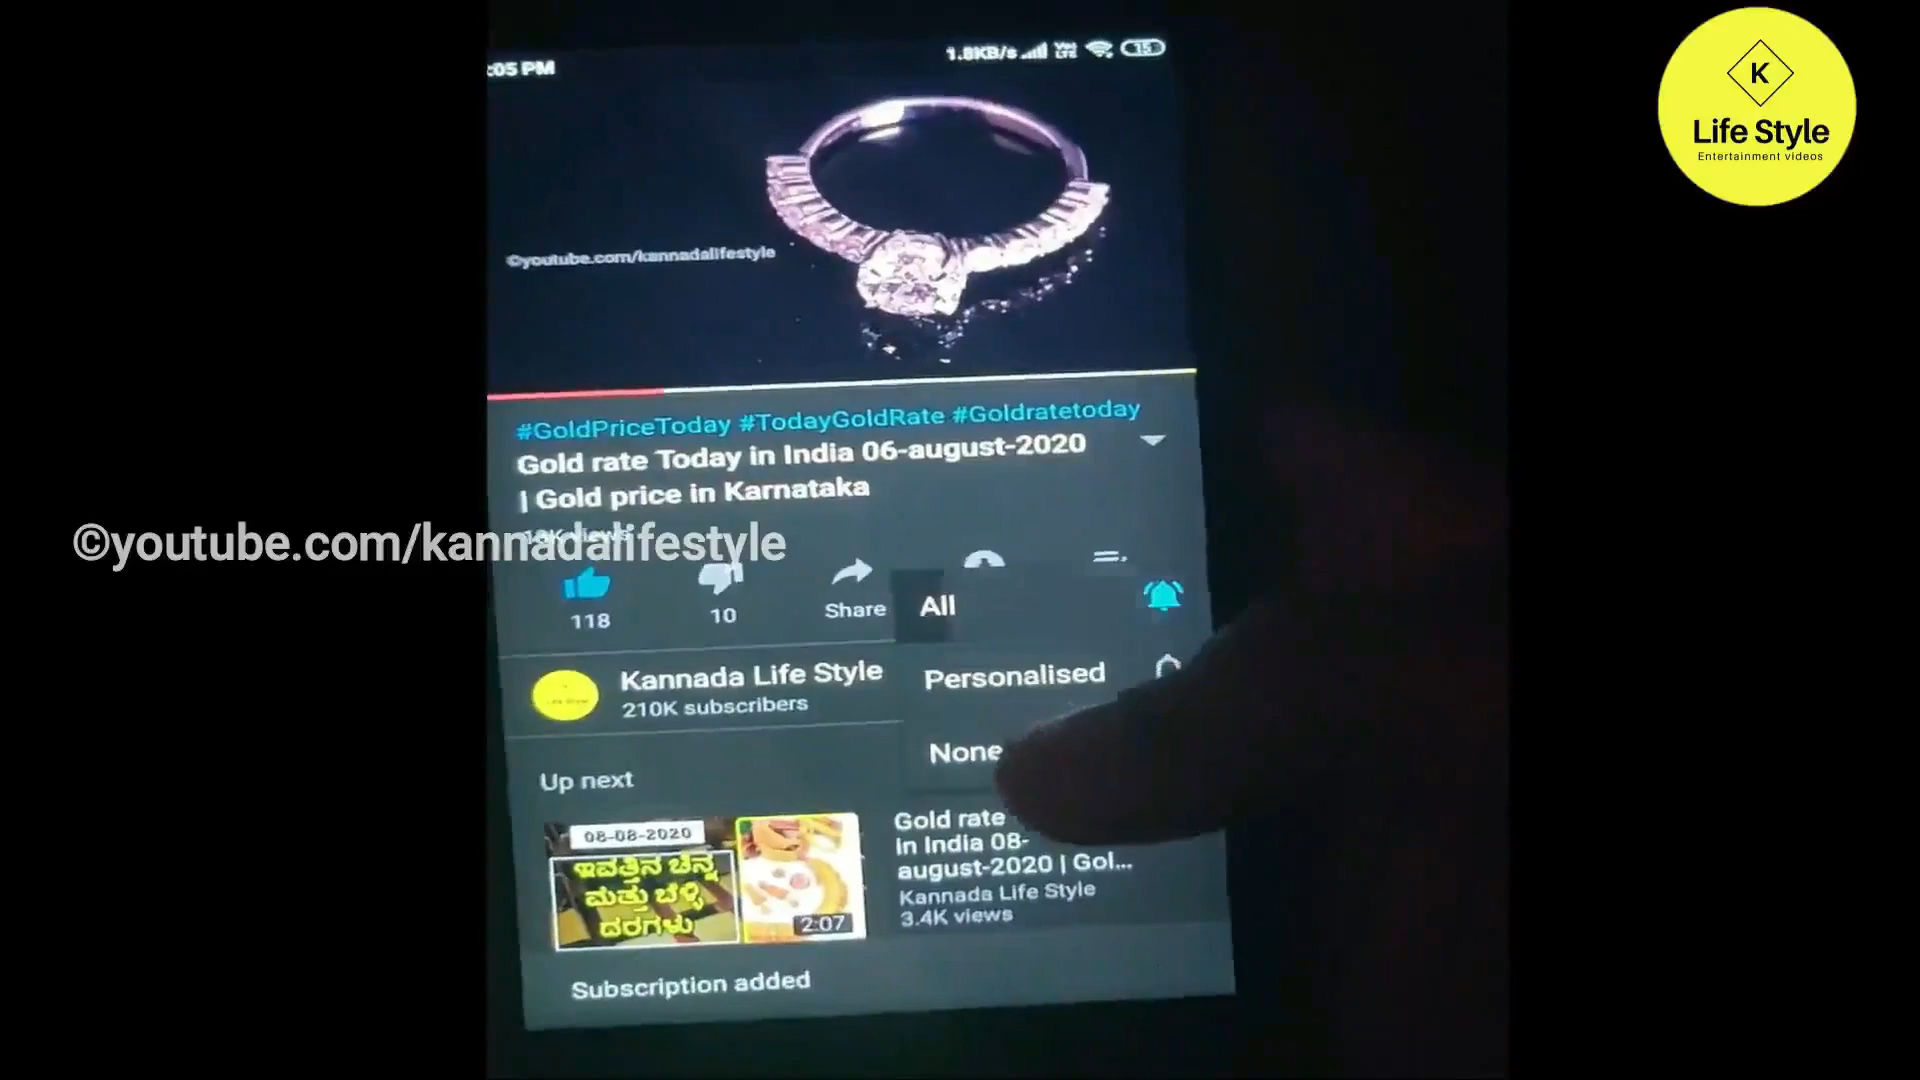 K
Life Style
Entertainment videos
:05 PM
1.8KB/s
15
©youtube.com/kannadalifestyle
#GoldPriceToday #TodayGoldRate #Goldratetoday
Gold rate Today in India 06-august-2020
| Gold price in Karnataka
©youtube.com/kannadalifestyle
118
10
Share
All
Personalised
None
Kannada Life Style
210K subscribers
Up next
08-08-2020
ಇವತ್ತಿನ ಚಿನ್ನ
ಮತ್ತು ಬೆಳ್ಳಿ
ದರಗಳು
2:07
Gold rate
in India 08-
august-2020 | Gol...
Kannada Life Style
3.4K views
Subscription added